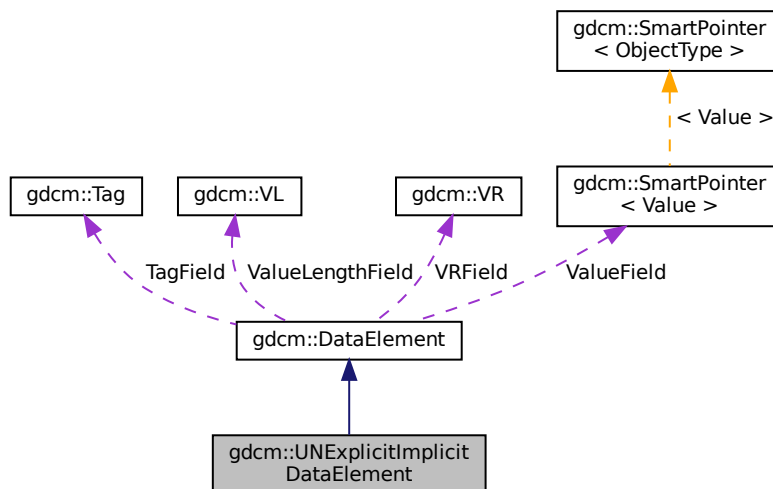 gdcm::SmartPointer
< ObjectType >
< Value >
gdcm::Tag
gdcm::VL
gdcm::VR
gdcm::SmartPointer
< Value >
TagField
ValueLengthField
VRField
ValueField
gdcm::DataElement
gdcm::UNExplicitImplicit
DataElement